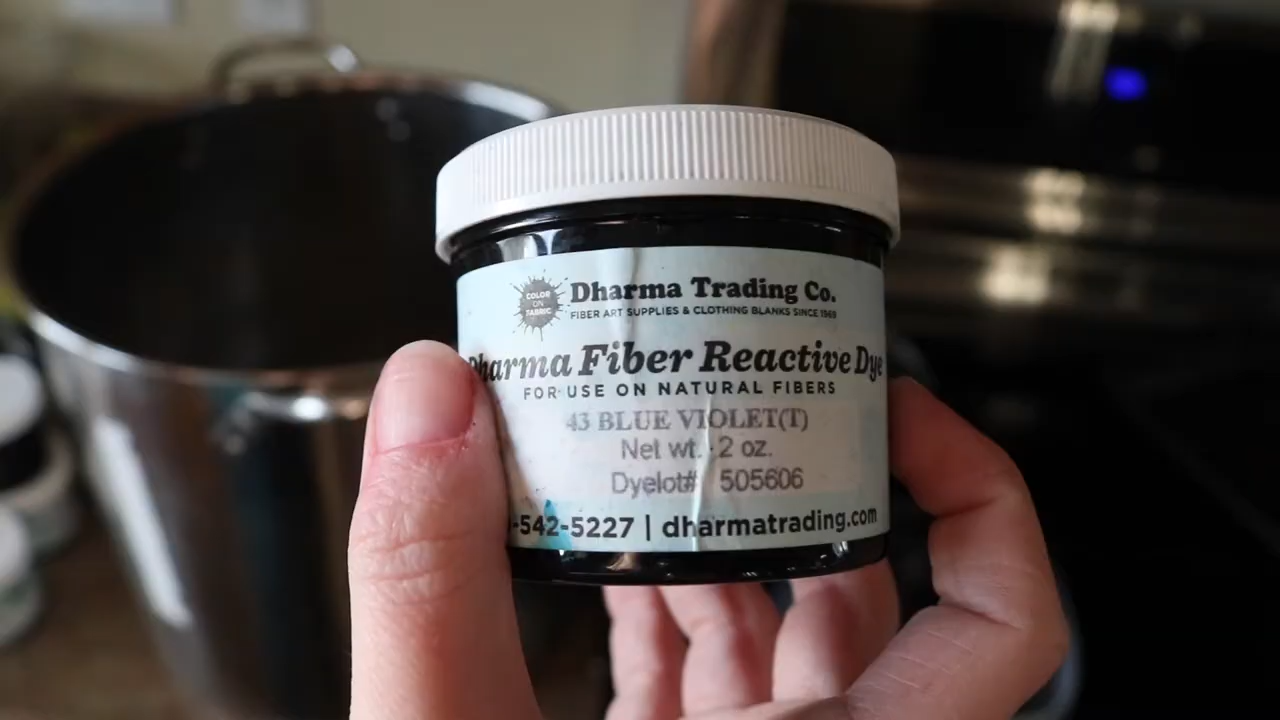 COLOR
ON
FABRIC
Dharma Trading Co.
FIBER ART SUPPLIES & CLOTHING BLANKS SINCE 1969
Dharma Fiber Reactive Dye
FOR USE ON NATURAL FIBERS
43 BLUE VIOLET(T)
Net wt. 2 oz.
Dyelot# 505606
-542-5227 | dharmatrading.com